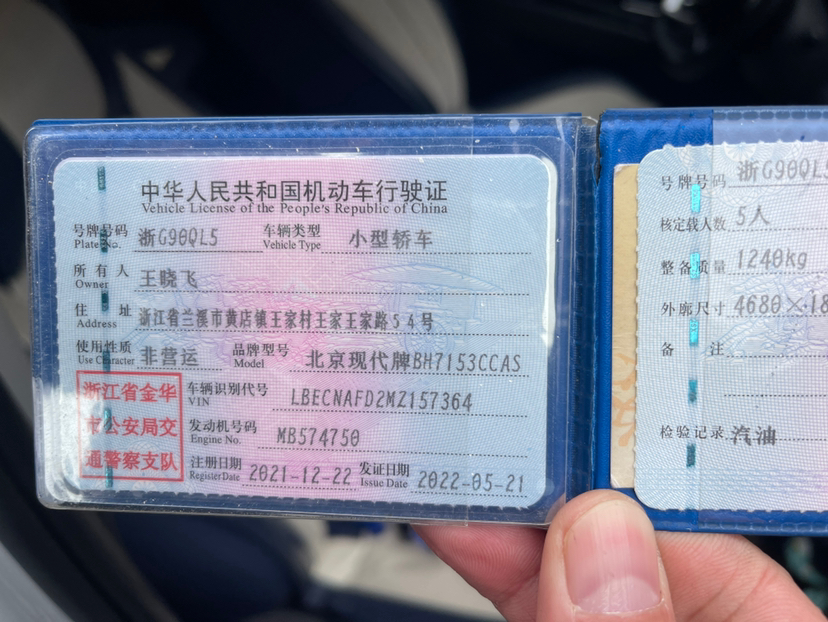 中华人民共和国机动车行驶证
Vehicle License of the People's Republic of China
号牌号码 浙G90QL5 车辆类型 小型轿车
Plate No. Vehicle Type
所有人 王晓飞
Owner
住址 浙江省兰溪市黄店镇王家村王家王家路54号
Address
使用性质 非营运 品牌型号 北京现代牌BH7153CCAS
Use Character Model
浙江省金华
市公安局交
通警察支队
车辆识别代号 LBECNAFD2MZ157364
VIN
发动机号码 MB574750
Engine No.
注册日期 2021-12-22 发证日期 2022-05-21
Register Date Issue Date
号牌号码 浙G90QL5
核定载人数 5人
整备质量 1240kg
外廓尺寸 4680×18
备注
检验记录 汽油